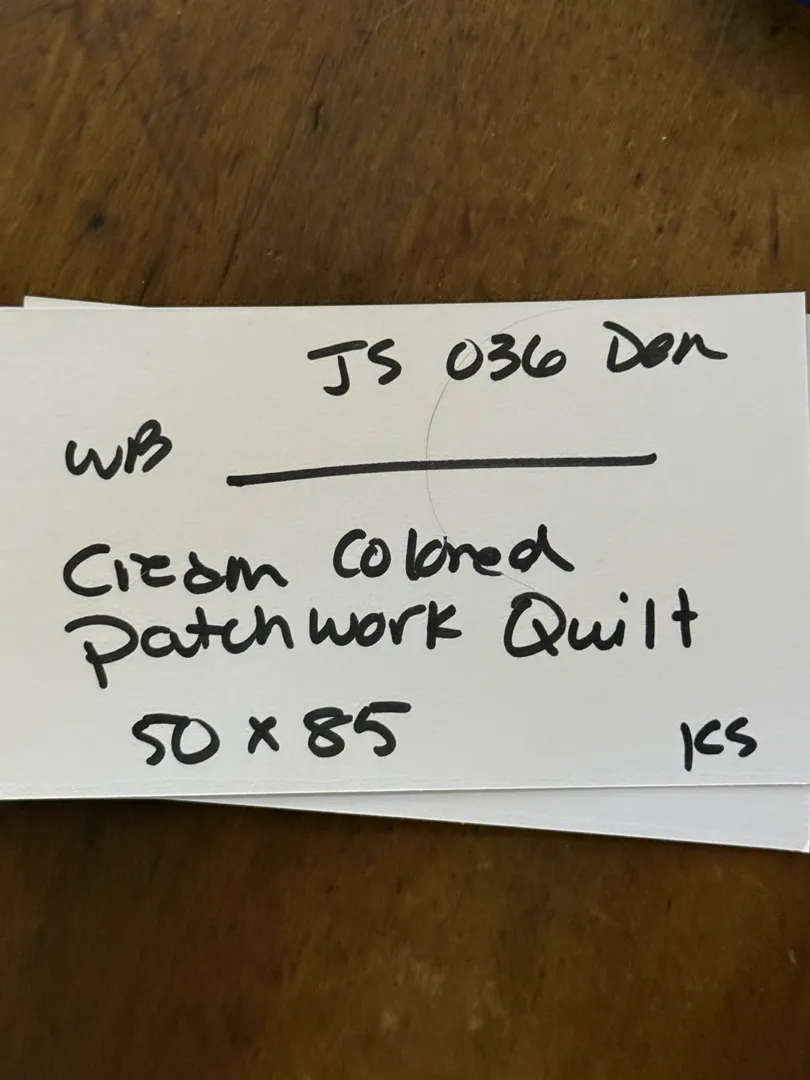 JS 036 Den
WB
Cream Colored
Patchwork Quilt
50 x 85 KS